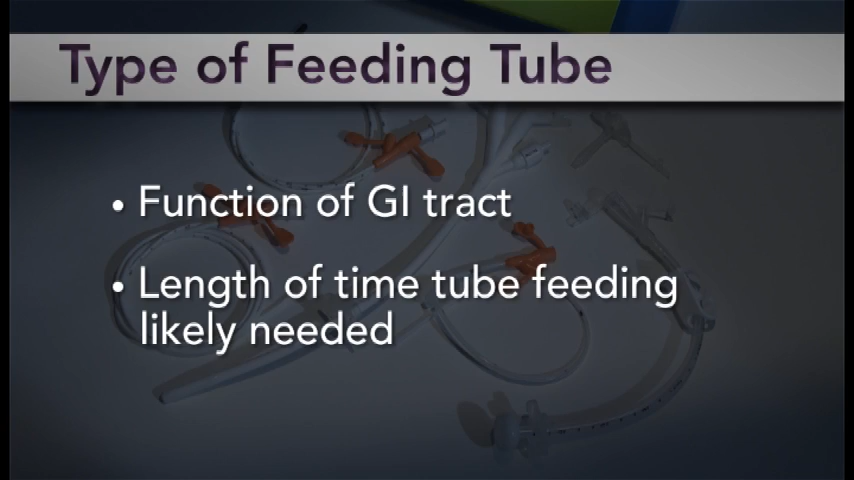 Type of Feeding Tube
• Function of GI tract
• Length of time tube feeding
likely needed